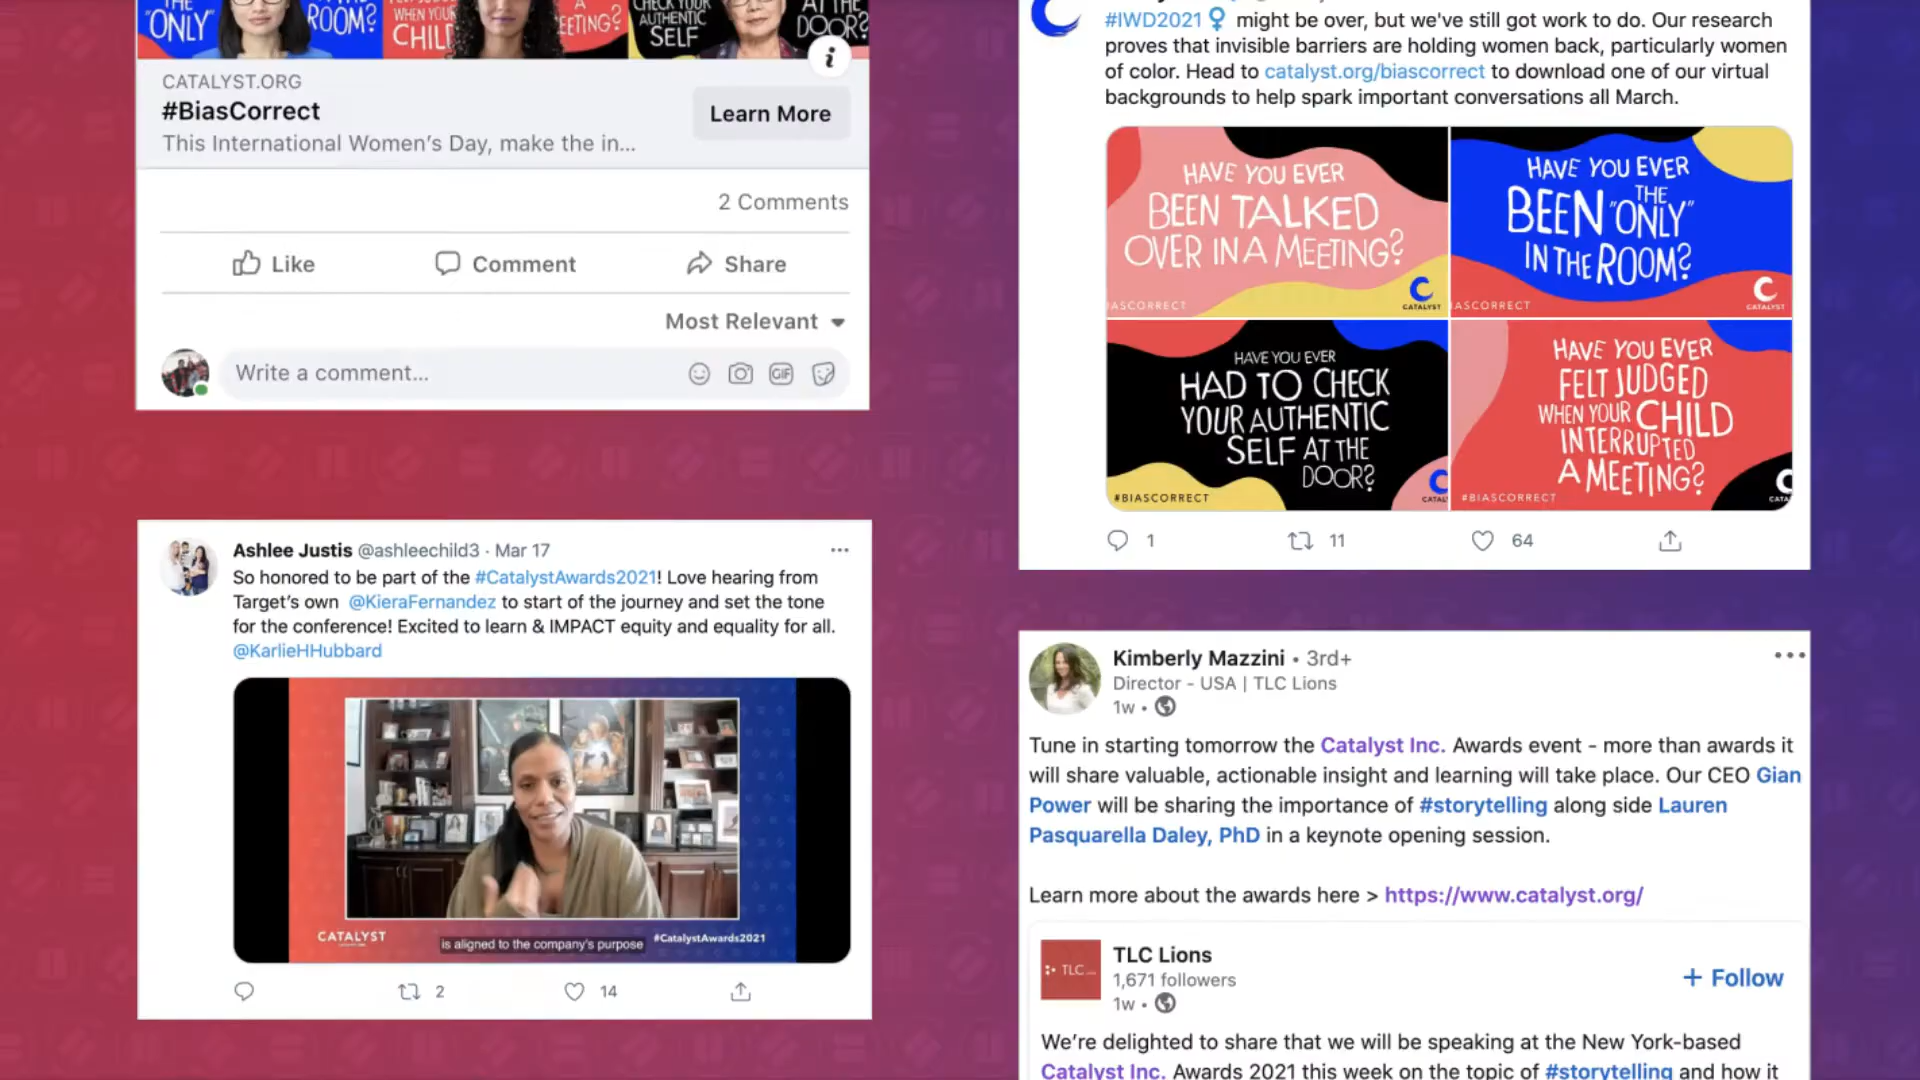 THE
"ONLY"
ROOM?
WHEN YOUR
CHILD
A
MEETING?
CHECK YOUR
AUTHENTIC
SELF
AT THE
DOOR?
CATALYST.ORG
#BiasCorrect
This International Women's Day, make the in...
Learn More
2 Comments
Like
Comment
Share
Most Relevant
Write a comment...
GIF
Ashlee Justis @ashleechild3 · Mar 17
So honored to be part of the #CatalystAwards2021! Love hearing from
Target's own @KieraFernandez to start of the journey and set the tone
for the conference! Excited to learn & IMPACT equity and equality for all.
@KarlieHHubbard
CATALYST
is aligned to the company's purpose
#CatalystAwards2021
2
14
#IWD2021 might be over, but we've still got work to do. Our research
proves that invisible barriers are holding women back, particularly women
of color. Head to catalyst.org/biascorrect to download one of our virtual
backgrounds to help spark important conversations all March.
HAVE YOU EVER
BEEN TALKED
OVER IN A MEETING?
IASCORRECT
CATALYST
HAVE YOU EVER
BEEN THE "ONLY"
IN THE ROOM?
IASCORRECT
CATALYST
HAVE YOU EVER
HAD TO CHECK
YOUR AUTHENTIC
SELF AT THE
DOOR?
#BIASCORRECT
CATAL
HAVE YOU EVER
FELT JUDGED
WHEN YOUR CHILD
INTERRUPTED
A MEETING?
#BIASCORRECT
CATA
1
11
64
Kimberly Mazzini • 3rd+
Director - USA | TLC Lions
1w •
Tune in starting tomorrow the Catalyst Inc. Awards event - more than awards it
will share valuable, actionable insight and learning will take place. Our CEO Gian
Power will be sharing the importance of #storytelling along side Lauren
Pasquarella Daley, PhD in a keynote opening session.
Learn more about the awards here > https://www.catalyst.org/
TLC
TLC Lions
1,671 followers
1w •
+ Follow
We're delighted to share that we will be speaking at the New York-based
Catalyst Inc. Awards 2021 this week on the topic of #storytelling and how it